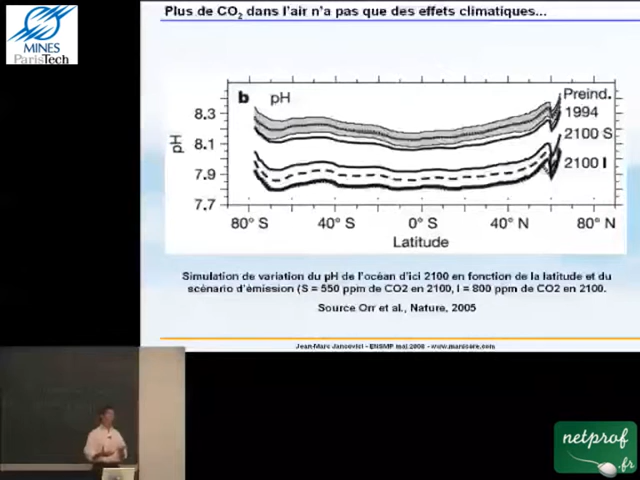 Plus de CO2 dans l'air n'a pas que des effets climatiques...
MINES
ParisTech
b pH
Preind.
1994
2100 S
2100 I
8.3
8.1
7.9
7.7
pH
80° S 40° S 0° S 40° N 80° N
Latitude
Simulation de variation du pH de l'océan d'ici 2100 en fonction de la latitude et du
scénario d'émission (S = 550 ppm de CO2 en 2100, I = 800 ppm de CO2 en 2100.
Source Orr et al., Nature, 2005
Jean-Marc Jancovici - ENSMP mai 2008 - www.manicore.com
netprof
.fr